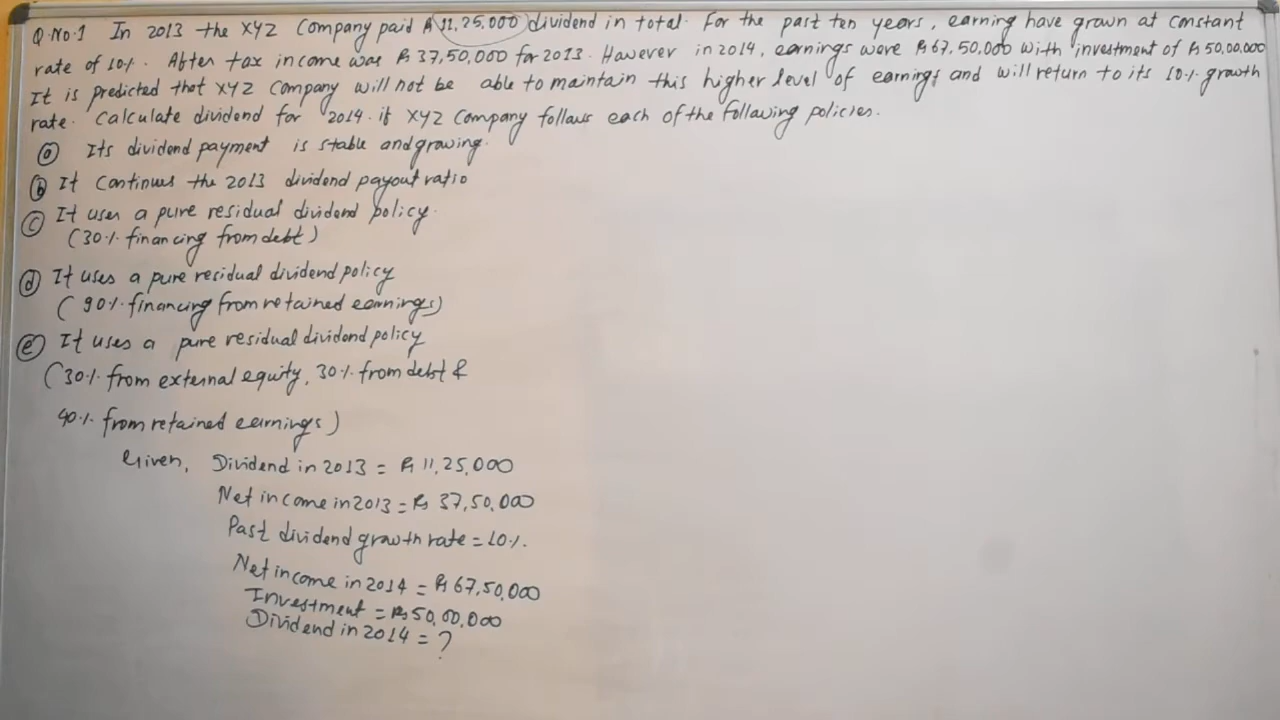 Q.No.1 In 2013 the XYZ Company paid Rs 11,25,000 dividend in total. For the past ten years, earning have grown at constant
rate of 10%. After tax income was Rs 37,50,000 for 2013. However in 2014, earnings were Rs 67,50,000 with investment of Rs 50,00,000
It is predicted that XYZ Company will not be able to maintain this higher level of earnings and will return to its 10% growth
rate. Calculate dividend for 2014 if XYZ Company follows each of the following policies.
(a) Its dividend payment is stable and growing.
(b) It continues the 2013 dividend payout ratio
(c) It uses a pure residual dividend policy.
(30% financing from debt)
(d) It uses a pure residual dividend policy
(90% financing from retained earnings)
(e) It uses a pure residual dividend policy
(30% from external equity, 30% from debt &
40% from retained earnings)
Given, Dividend in 2013 = Rs 11,25,000
Net income in 2013 = Rs 37,50,000
Past dividend growth rate = 10%.
Net income in 2014 = Rs 67,50,000
Investment = Rs 50,00,000
Dividend in 2014 = ?